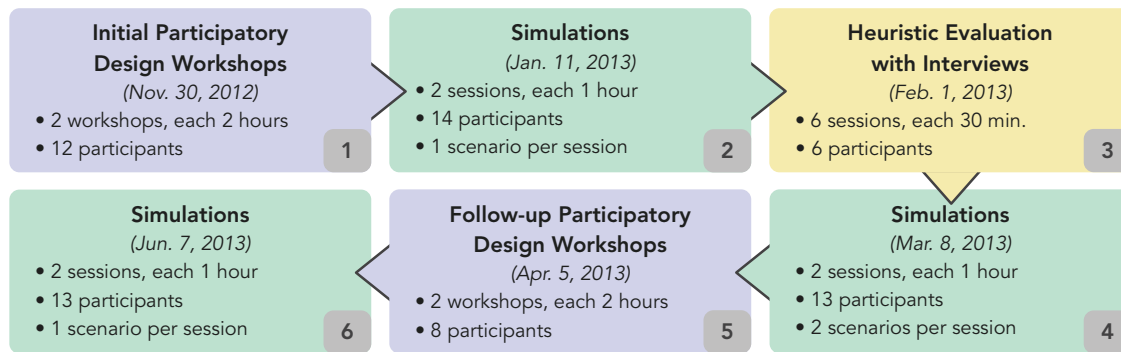 Initial Participatory
Design Workshops
(Nov. 30, 2012)
• 2 workshops, each 2 hours
• 12 participants
1
Simulations
(Jan. 11, 2013)
• 2 sessions, each 1 hour
• 14 participants
• 1 scenario per session
2
Heuristic Evaluation
with Interviews
(Feb. 1, 2013)
• 6 sessions, each 30 min.
• 6 participants
3
Simulations
(Mar. 8, 2013)
• 2 sessions, each 1 hour
• 13 participants
• 2 scenarios per session
4
Follow-up Participatory
Design Workshops
(Apr. 5, 2013)
• 2 workshops, each 2 hours
• 8 participants
5
Simulations
(Jun. 7, 2013)
• 2 sessions, each 1 hour
• 13 participants
• 1 scenario per session
6